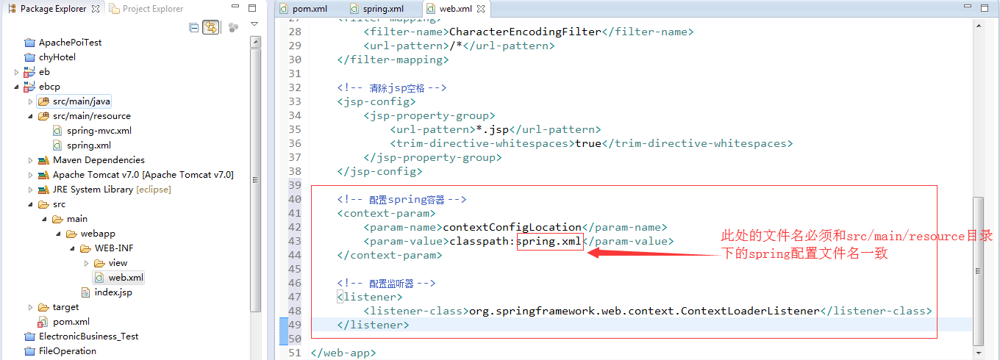 Package Explorer
Project Explorer
ApachePoiTest
chyHotel
eb
ebcp
src/main/java
src/main/resource
spring-mvc.xml
spring.xml
Maven Dependencies
Apache Tomcat v7.0 [Apache Tomcat v7.0]
JRE System Library [eclipse]
src
main
webapp
WEB-INF
view
web.xml
index.jsp
target
pom.xml
ElectronicBusiness_Test
FileOperation
pom.xml
spring.xml
web.xml
27 <filter-mapping>
28 <filter-name>CharacterEncodingFilter</filter-name>
29 <url-pattern>/*</url-pattern>
30 </filter-mapping>
31
32 <!-- 清除jsp空格 -->
33 <jsp-config>
34 <jsp-property-group>
35 <url-pattern>*.jsp</url-pattern>
36 <trim-directive-whitespaces>true</trim-directive-whitespaces>
37 </jsp-property-group>
38 </jsp-config>
39
40 <!-- 配置spring容器 -->
41 <context-param>
42 <param-name>contextConfigLocation</param-name>
43 <param-value>classpath:spring.xml</param-value>
44 </context-param>
45
46 <!-- 配置监听器 -->
47 <listener>
48 <listener-class>org.springframework.web.context.ContextLoaderListener</listener-class>
49 </listener>
50
51 </web-app>
此处的文件名必须和src/main/resource目录
下的spring配置文件名一致